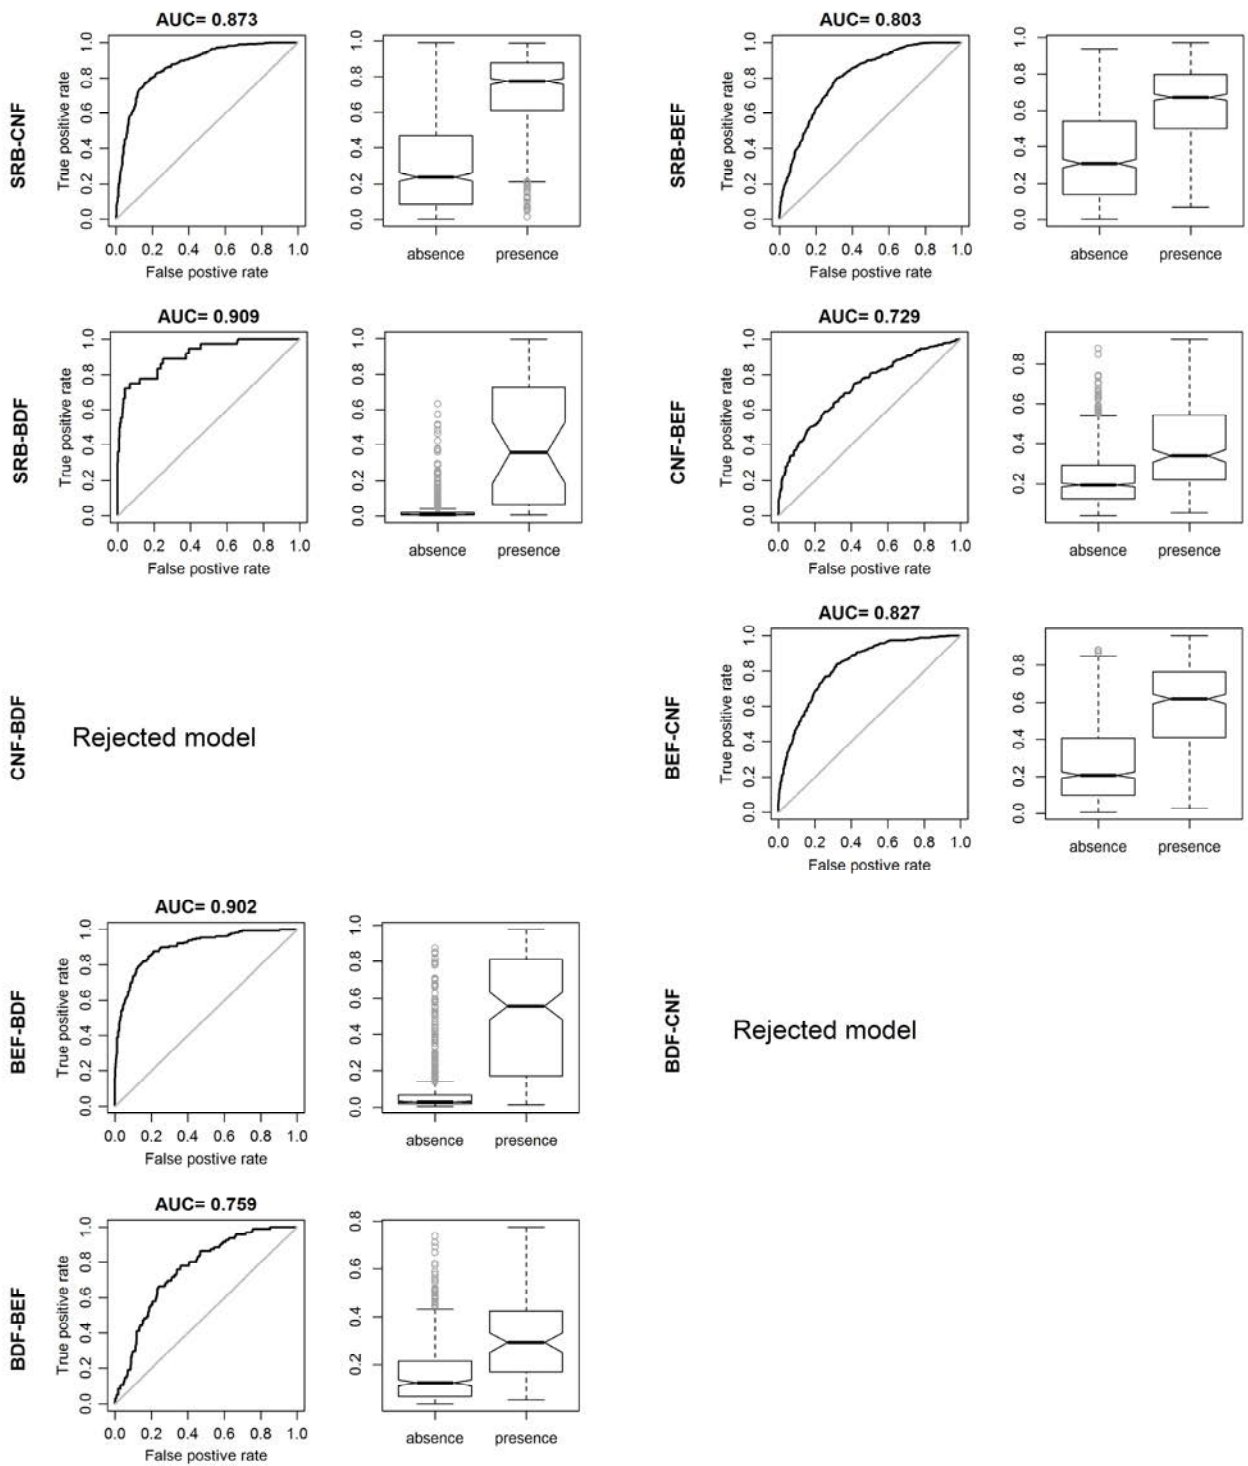 AUC= 0.873
SRB-CNF
True positive rate
0.0 0.2 0.4 0.6 0.8 1.0
0.0 0.2 0.4 0.6 0.8 1.0
False postive rate
0.0 0.2 0.4 0.6 0.8 1.0
absence presence
AUC= 0.803
SRB-BEF
True positive rate
0.0 0.2 0.4 0.6 0.8 1.0
0.0 0.2 0.4 0.6 0.8 1.0
False postive rate
0.0 0.2 0.4 0.6 0.8 1.0
absence presence
AUC= 0.909
SRB-BDF
True positive rate
0.0 0.2 0.4 0.6 0.8 1.0
0.0 0.2 0.4 0.6 0.8 1.0
False postive rate
0.0 0.2 0.4 0.6 0.8 1.0
absence presence
AUC= 0.729
CNF-BEF
True positive rate
0.0 0.2 0.4 0.6 0.8 1.0
0.0 0.2 0.4 0.6 0.8 1.0
False postive rate
0.2 0.4 0.6 0.8
absence presence
CNF-BDF
Rejected model
AUC= 0.827
BEF-CNF
True positive rate
0.0 0.2 0.4 0.6 0.8 1.0
0.0 0.2 0.4 0.6 0.8 1.0
False postive rate
0.0 0.2 0.4 0.6 0.8
absence presence
AUC= 0.902
BEF-BDF
True positive rate
0.0 0.2 0.4 0.6 0.8 1.0
0.0 0.2 0.4 0.6 0.8 1.0
False postive rate
0.0 0.2 0.4 0.6 0.8 1.0
absence presence
BDF-CNF
Rejected model
AUC= 0.759
BDF-BEF
True positive rate
0.0 0.2 0.4 0.6 0.8 1.0
0.0 0.2 0.4 0.6 0.8 1.0
False postive rate
0.2 0.4 0.6 0.8
absence presence